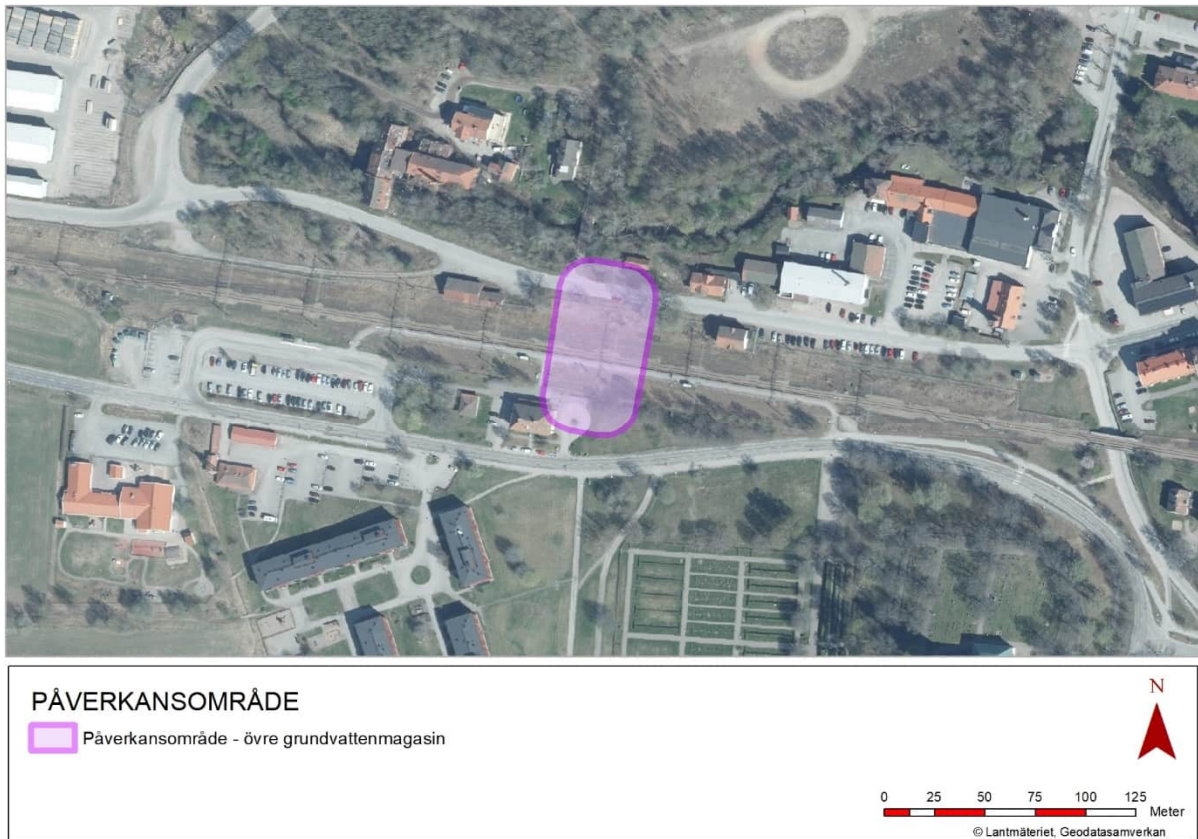 PÅVERKANSOMRÅDE
Påverkansområde - övre grundvattenmagasin
N
0 25 50 75 100 125
Meter
© Lantmäteriet, Geodatasamverkan